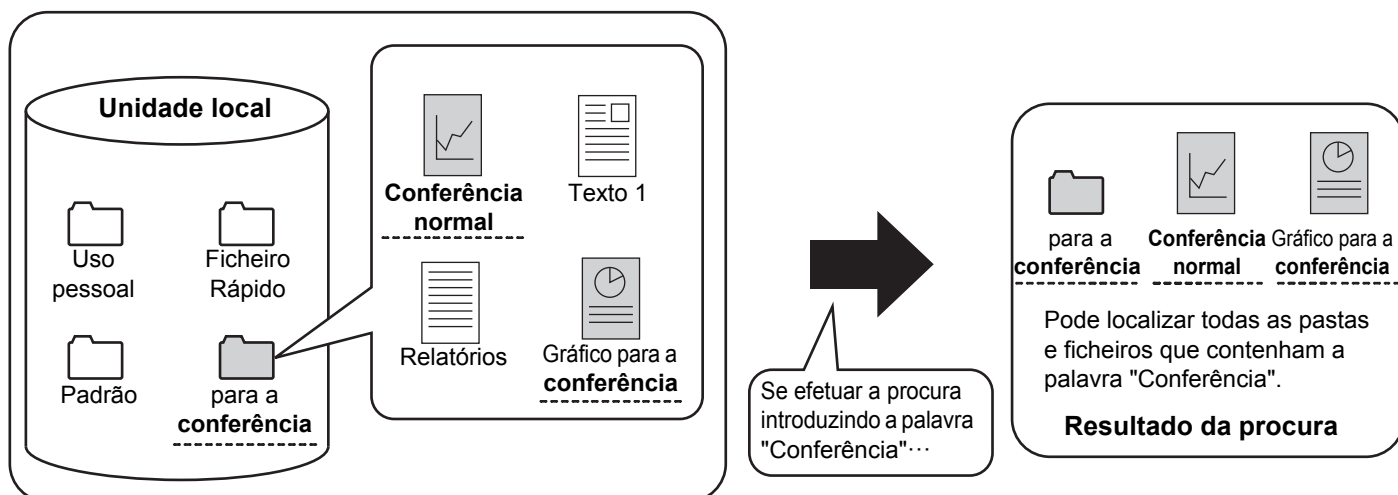 Unidade local
Uso
pessoal
Ficheiro
Rápido
Padrão
para a
conferência
Conferência
normal
Texto 1
Relatórios
Gráfico para a
conferência
Se efetuar a procura
introduzindo a palavra
"Conferência"⋯
para a
conferência
Conferência
normal
Gráfico para a
conferência
Pode localizar todas as pastas
e ficheiros que contenham a
palavra "Conferência".
Resultado da procura